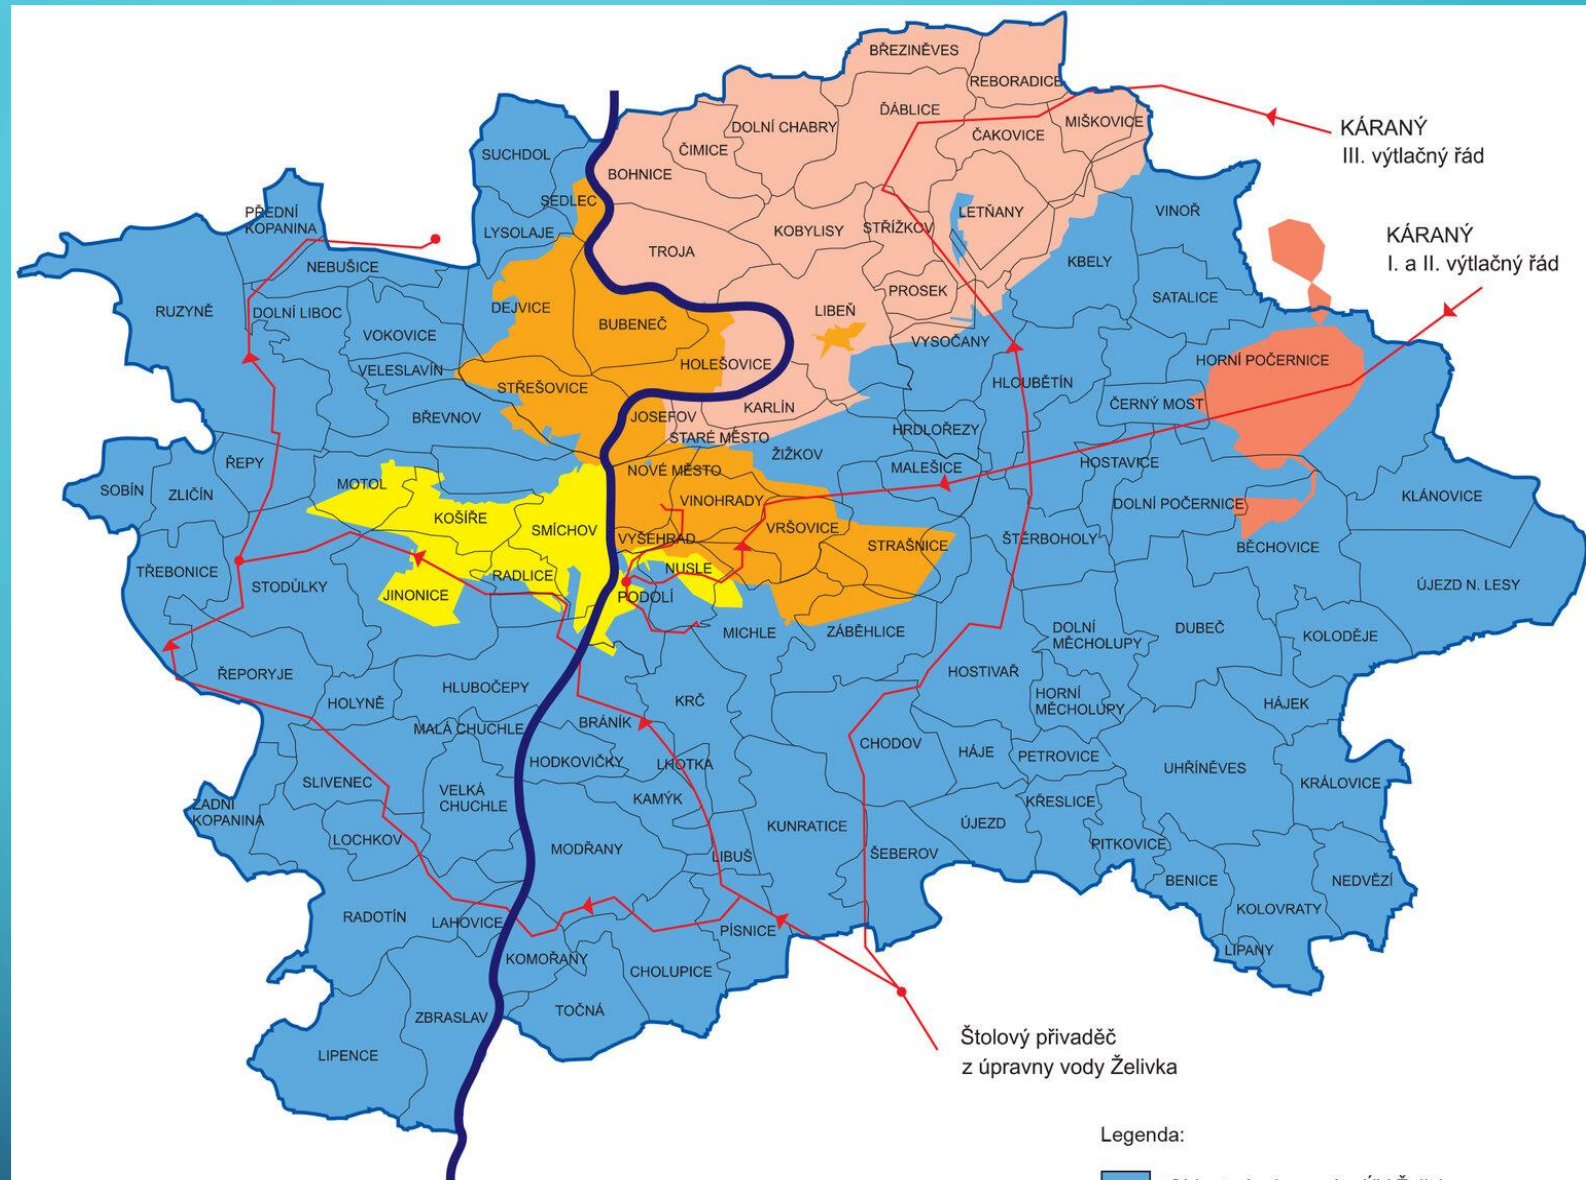 BŘEZINĚVES
REBORADICE
ĎÁBLICE
MIŠKOVICE
DOLNÍ CHABRY
ČAKOVICE
KÁRANÝ
III. výtlačný řád
ČIMICE
SUCHDOL
BOHNICE
SEDLEC
PŘEDNÍ
KOPANINA
LETŇANY
VINOŘ
STŘÍŽKOV
KOBYLISY
LYSOLAJE
KÁRANÝ
I. a II. výtlačný řád
TROJA
KBELY
NEBUŠICE
PROSEK
SATALICE
RUZYNĚ
DOLNÍ LIBOC
DEJVICE
LIBEŇ
BUBENEČ
VOKOVICE
VYSOČANY
HORNÍ POČERNICE
HOLEŠOVICE
VELESLAVÍN
HLOUBĚTÍN
STŘEŠOVICE
ČERNÝ MOST
KARLÍN
BŘEVNOV
JOSEFOV
HRDLOŘEZY
STARÉ MĚSTO
ŽIŽKOV
ŘEPY
HOSTAVICE
MALEŠICE
NOVÉ MĚSTO
MOTOL
SOBÍN
ZLIČÍN
KLÁNOVICE
VINOHRADY
DOLNÍ POČERNICE
KOŠÍŘE
SMÍCHOV
VRŠOVICE
VYŠEHRAD
ŠTĚRBOHOLY
STRAŠNICE
BĚCHOVICE
NUSLE
TŘEBONICE
RADLICE
STODŮLKY
ÚJEZD N. LESY
JINONICE
PODOLÍ
DUBEČ
DOLNÍ
MĚCHOLUPY
MICHLE
ZÁBĚHLICE
KOLODĚJE
HOSTIVAŘ
ŘEPORYJE
HLUBOČEPY
HORNÍ
MĚCHOLUPY
KRČ
HOLYNĚ
HÁJEK
BRÁNÍK
MALÁ CHUCHLE
CHODOV
HÁJE
PETROVICE
HODKOVIČKY
LHOTKA
UHŘÍNĚVES
SLIVENEC
KRÁLOVICE
VELKÁ
CHUCHLE
KAMÝK
KŘESLICE
ZADNÍ
KOPANINA
ÚJEZD
KUNRATICE
LOCHKOV
PITKOVICE
MODŘANY
ŠEBEROV
LIBUŠ
BENICE
NEDVĚZÍ
KOLOVRATY
RADOTÍN
LAHOVICE
PÍSNICE
LIPANY
KOMOŘANY
CHOLUPICE
TOČNÁ
ZBRASLAV
Štolový přivaděč
z úpravny vody Želivka
LIPENCE
Legenda: